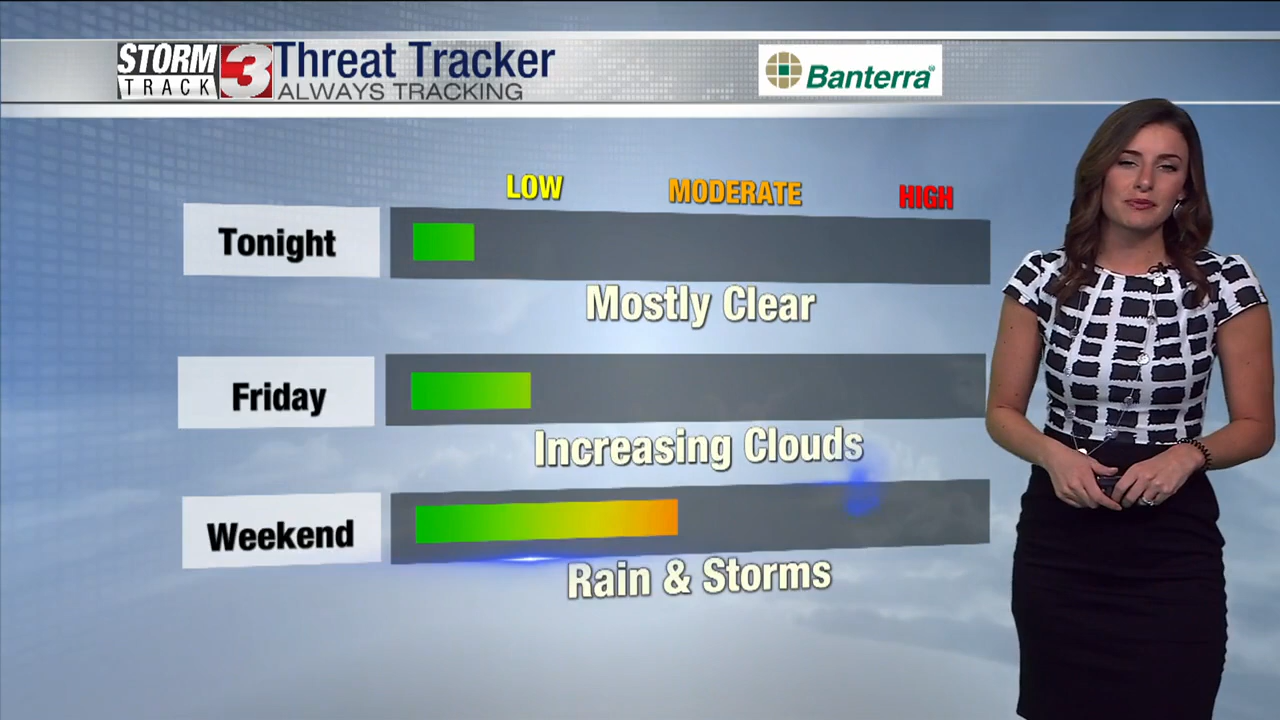 STORM
TRACK
3
Threat Tracker
ALWAYS TRACKING
Banterra®
LOW MODERATE HIGH
Tonight
Mostly Clear
Friday
Increasing Clouds
Weekend
Rain & Storms